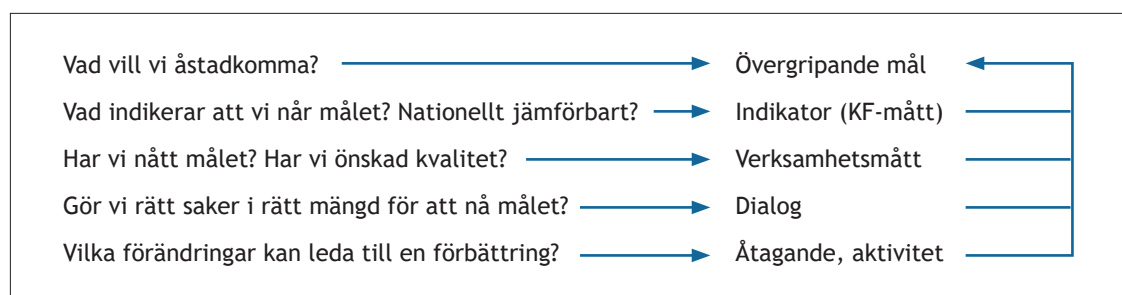 Vad vill vi åstadkomma? Övergripande mål
Vad indikerar att vi når målet? Nationellt jämförbart? Indikator (KF-mått)
Har vi nått målet? Har vi önskad kvalitet? Verksamhetsmått
Gör vi rätt saker i rätt mängd för att nå målet? Dialog
Vilka förändringar kan leda till en förbättring? Åtagande, aktivitet